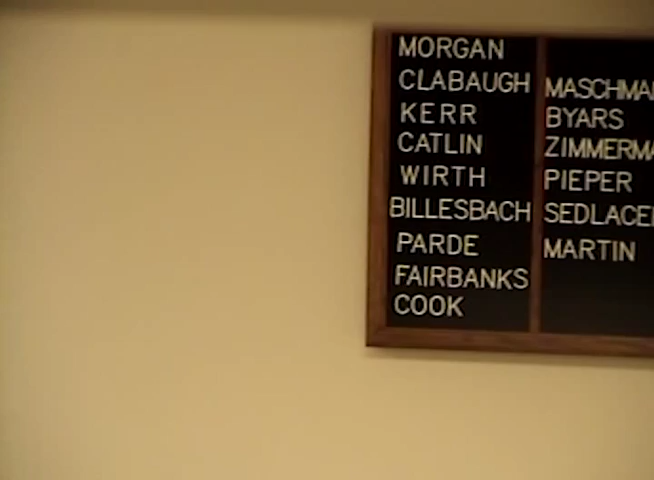 MORGAN
CLABAUGH
KERR
CATLIN
WIRTH
BILLESBACH
PARDE
FAIRBANKS
COOK
BYARS
PIEPER
MARTIN